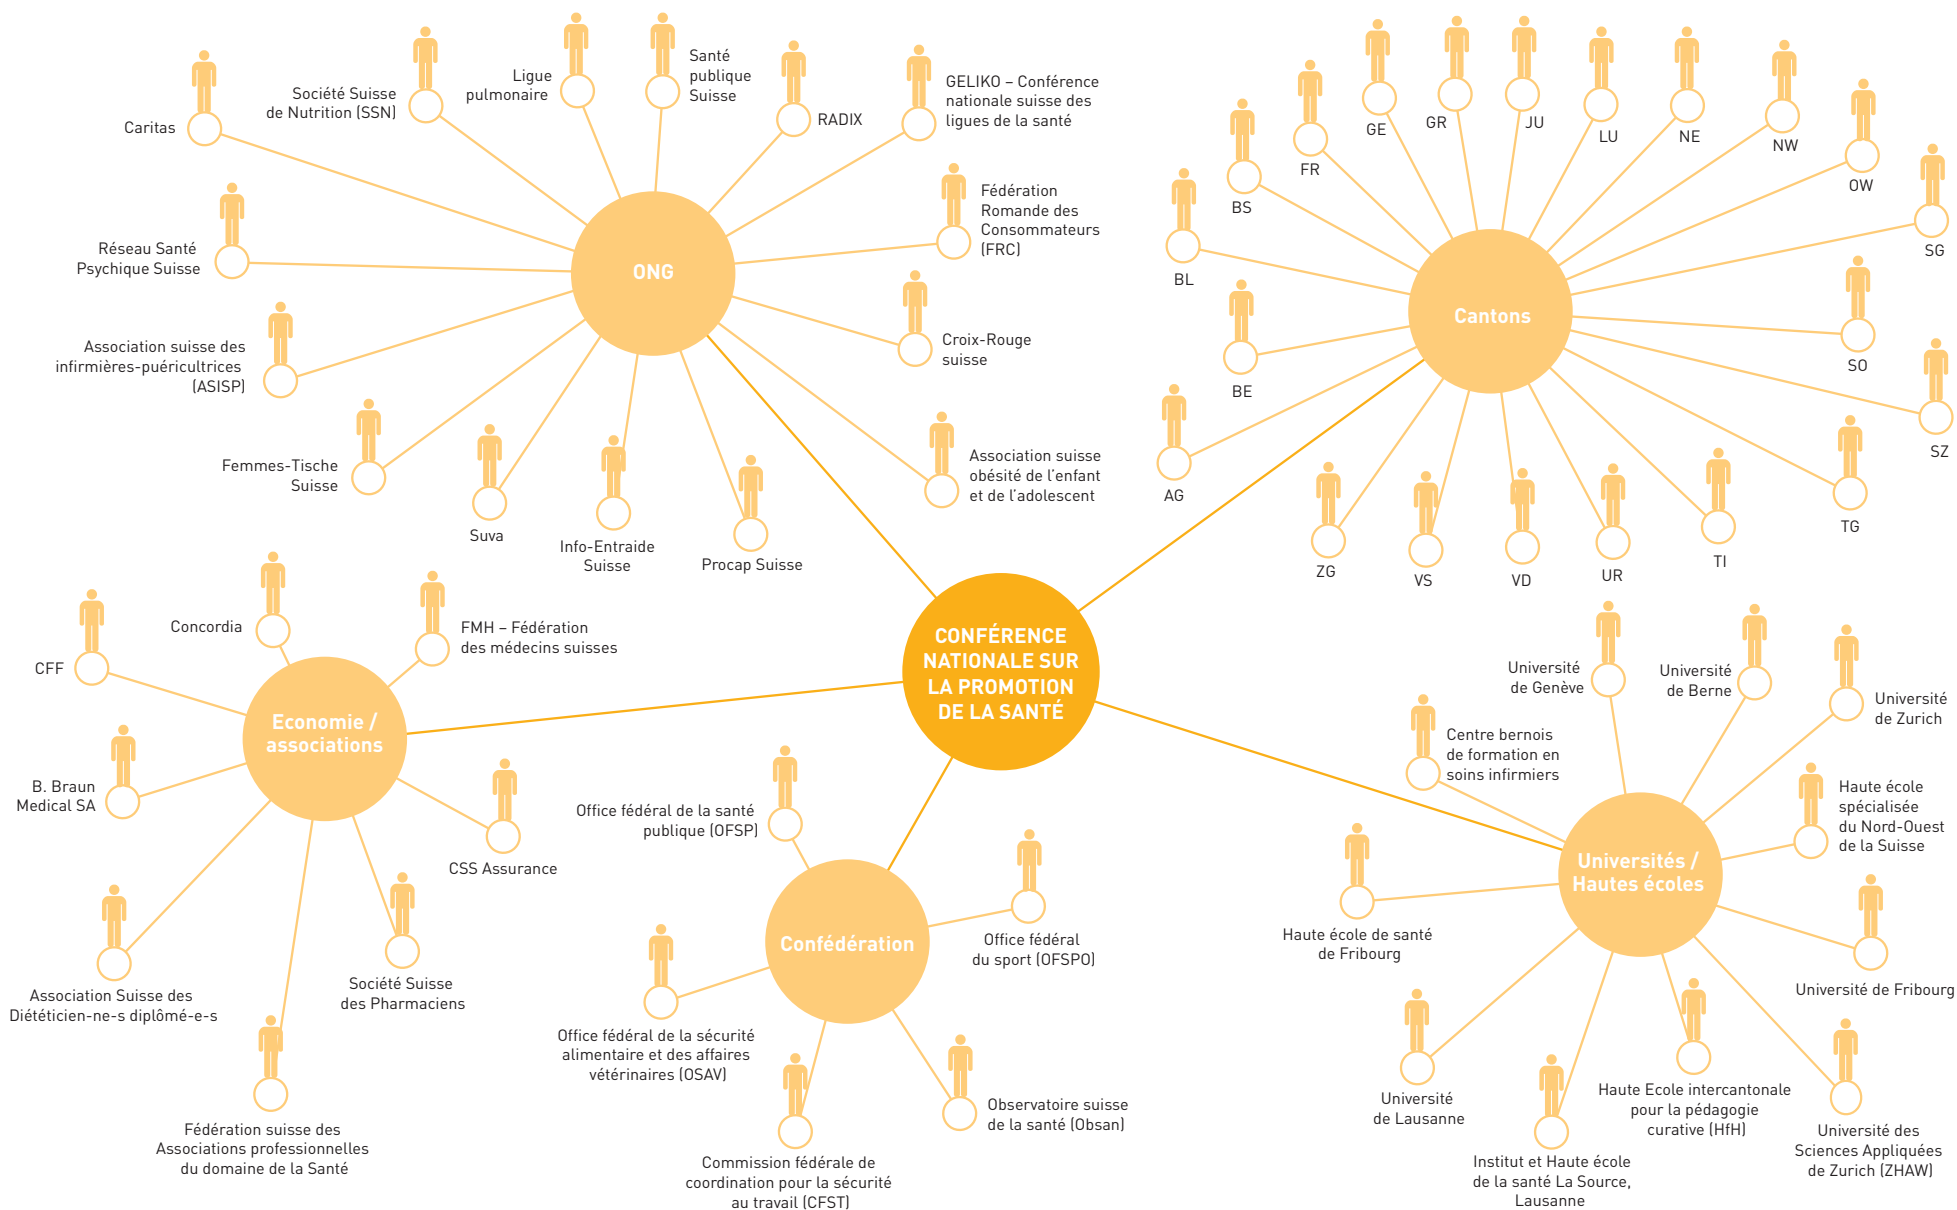 Caritas
Société Suisse
de Nutrition (SSN)
Ligue
pulmonaire
Santé
publique
Suisse
RADIX
GELIKO – Conférence
nationale suisse des
ligues de la santé
Fédération
Romande des
Consommateurs
(FRC)
Réseau Santé
Psychique Suisse
ONG
Croix-Rouge
suisse
Association suisse des
infirmières-puéricultrices
(ASISP)
Femmes-Tische
Suisse
Suva
Info-Entraide
Suisse
Procap Suisse
Association suisse
obésité de l'enfant
et de l'adolescent
AG
BE
BL
BS
FR
GE
GR
JU
LU
NE
NW
OW
SG
SO
SZ
TG
TI
UR
VD
VS
ZG
Cantons
CONFÉRENCE
NATIONALE SUR
LA PROMOTION
DE LA SANTÉ
CFF
Concordia
FMH – Fédération
des médecins suisses
Economie /
associations
B. Braun
Medical SA
CSS Assurance
Association Suisse des
Diététicien-ne-s diplômé-e-s
Société Suisse
des Pharmaciens
Fédération suisse des
Associations professionnelles
du domaine de la Santé
Office fédéral de la santé
publique (OFSP)
Confédération
Office fédéral
du sport (OFSPO)
Office fédéral de la sécurité
alimentaire et des affaires
vétérinaires (OSAV)
Commission fédérale de
coordination pour la sécurité
au travail (CFST)
Observatoire suisse
de la santé (Obsan)
Université
de Genève
Université
de Berne
Université
de Zurich
Centre bernois
de formation en
soins infirmiers
Haute école
spécialisée
du Nord-Ouest
de la Suisse
Universités /
Hautes écoles
Haute école de santé
de Fribourg
Université de Fribourg
Université
de Lausanne
Institut et Haute école
de la santé La Source,
Lausanne
Haute Ecole intercantonale
pour la pédagogie
curative (HfH)
Université des
Sciences Appliquées
de Zurich (ZHAW)